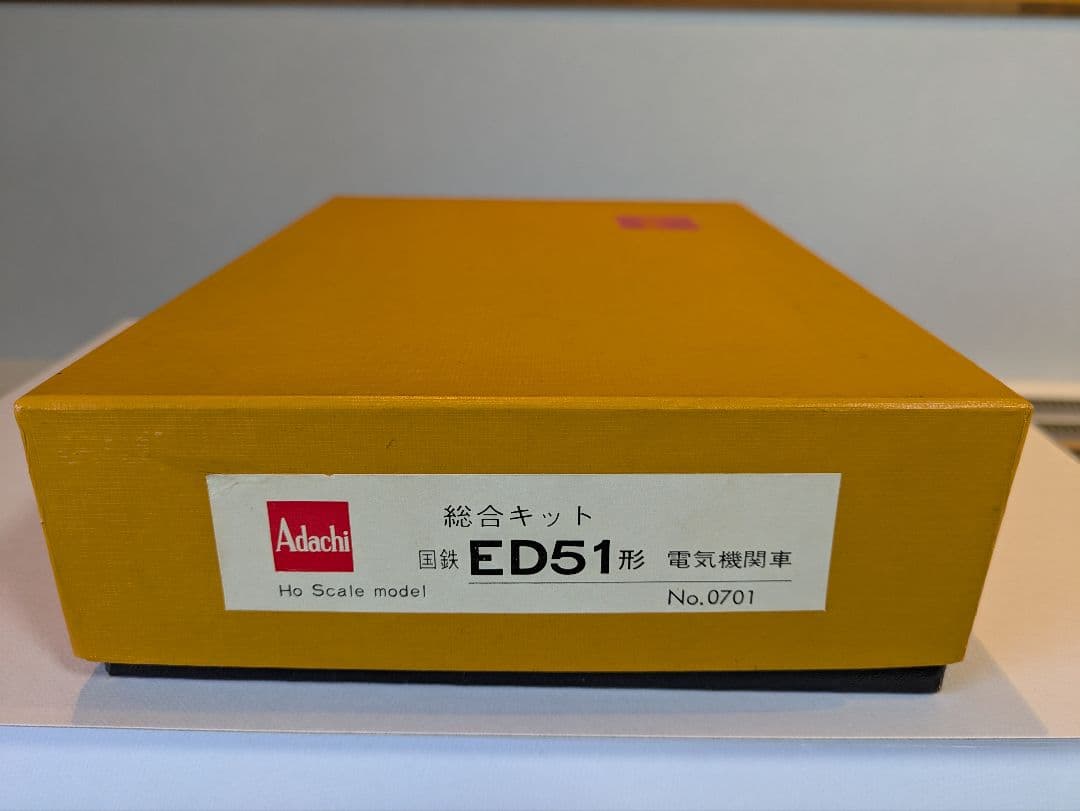 Adachi
総合キット
国鉄 ED51形 電気機関車
Ho Scale model
No.0701